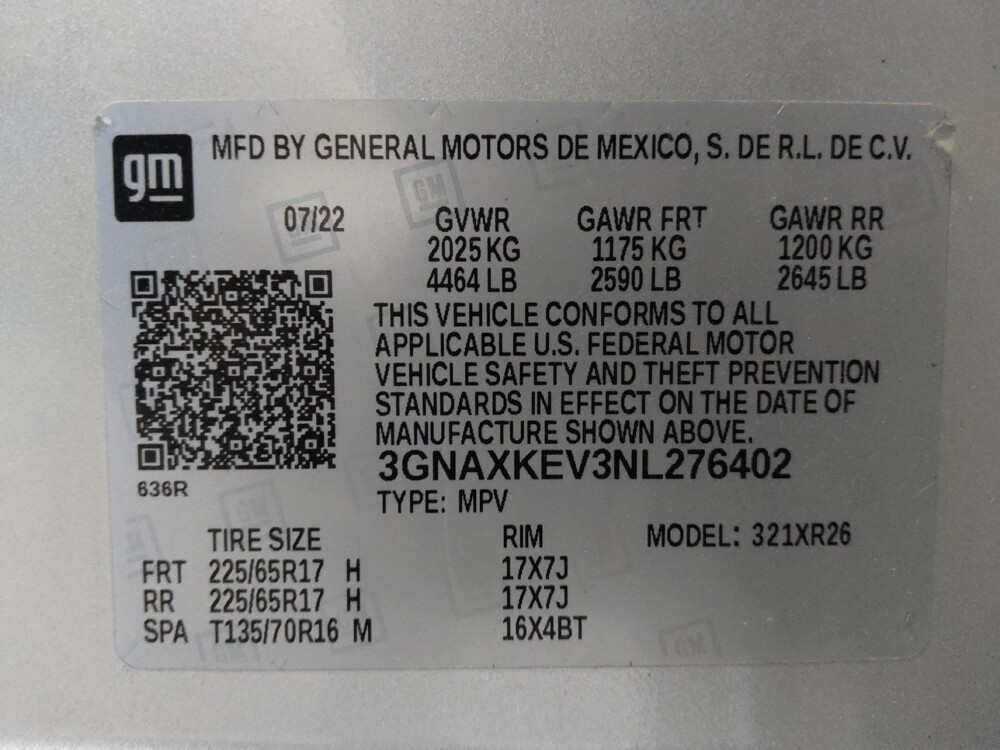 gm
MFD BY GENERAL MOTORS DE MEXICO, S. DE R.L. DE C.V.
07/22 GVWR GAWR FRT GAWR RR
2025 KG 1175 KG 1200 KG
4464 LB 2590 LB 2645 LB
THIS VEHICLE CONFORMS TO ALL
APPLICABLE U.S. FEDERAL MOTOR
VEHICLE SAFETY AND THEFT PREVENTION
STANDARDS IN EFFECT ON THE DATE OF
MANUFACTURE SHOWN ABOVE.
3GNAXKEV3NL276402
636R
TYPE: MPV
TIRE SIZE RIM MODEL: 321XR26
FRT 225/65R17 H 17X7J
RR 225/65R17 H 17X7J
SPA T135/70R16 M 16X4BT